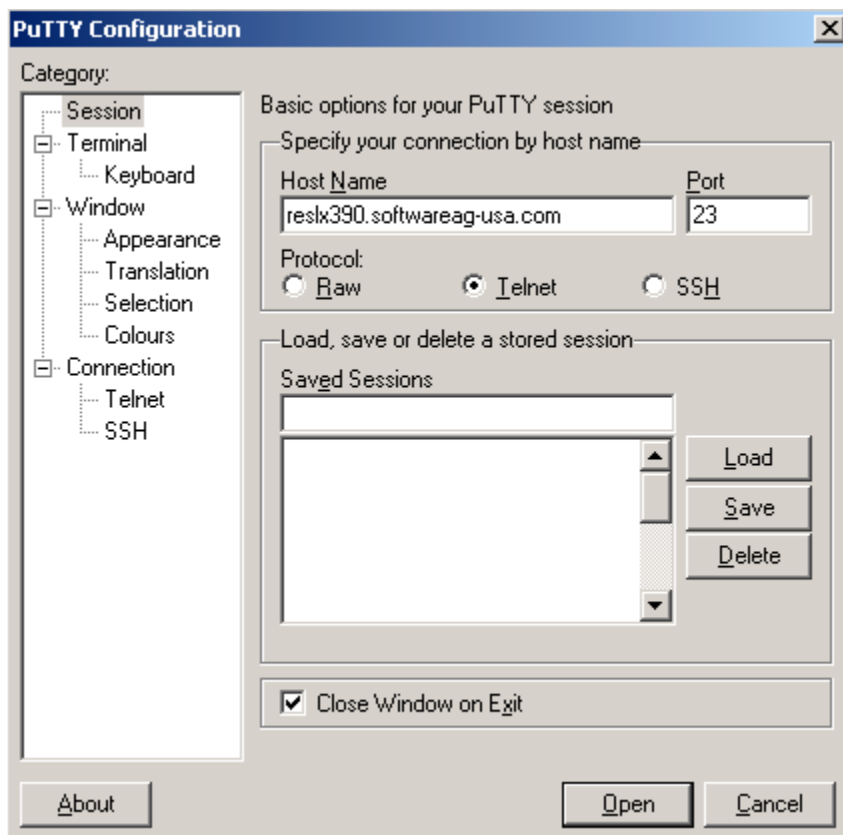 PuTTY Configuration
Category:
Session
Terminal
Keyboard
Window
Appearance
Translation
Selection
Colours
Connection
Telnet
SSH
Basic options for your PuTTY session
Specify your connection by host name
Host Name Port
reslx390.softwareag-usa.com 23
Protocol:
Raw Telnet SSH
Load, save or delete a stored session
Saved Sessions
Load
Save
Delete
Close Window on Exit
About Open Cancel